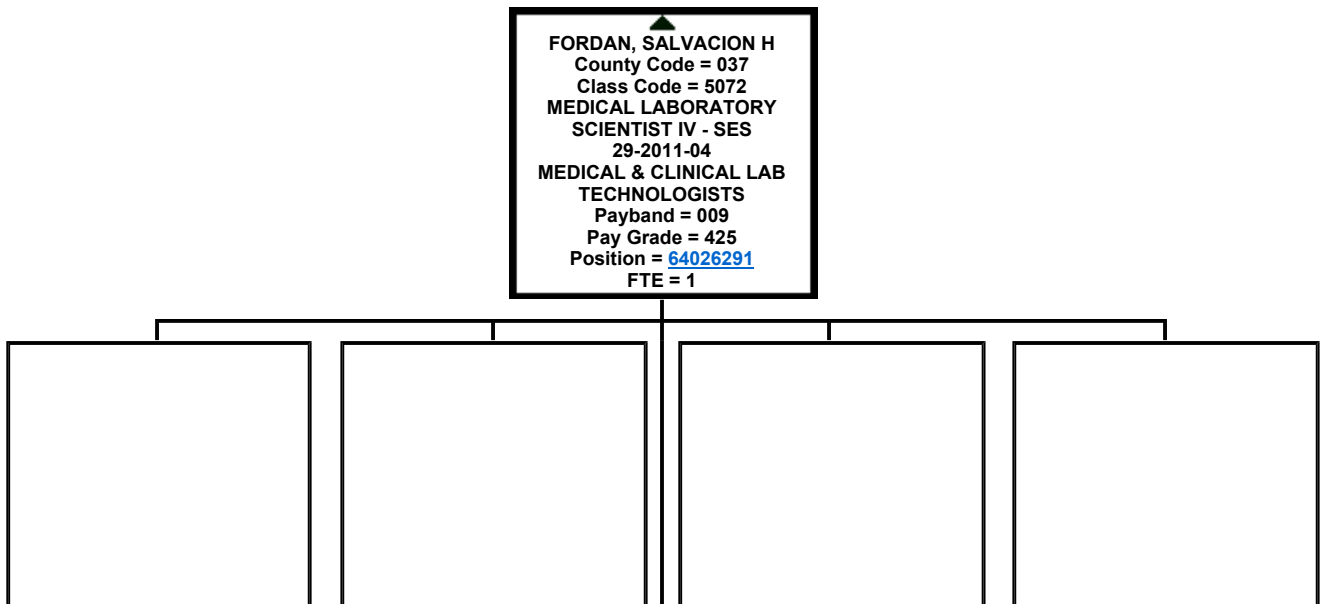 FORDAN, SALVACION H
County Code = 037
Class Code = 5072
MEDICAL LABORATORY
SCIENTIST IV - SES
29-2011-04
MEDICAL & CLINICAL LAB
TECHNOLOGISTS
Payband = 009
Pay Grade = 425
Position = 64026291
FTE = 1